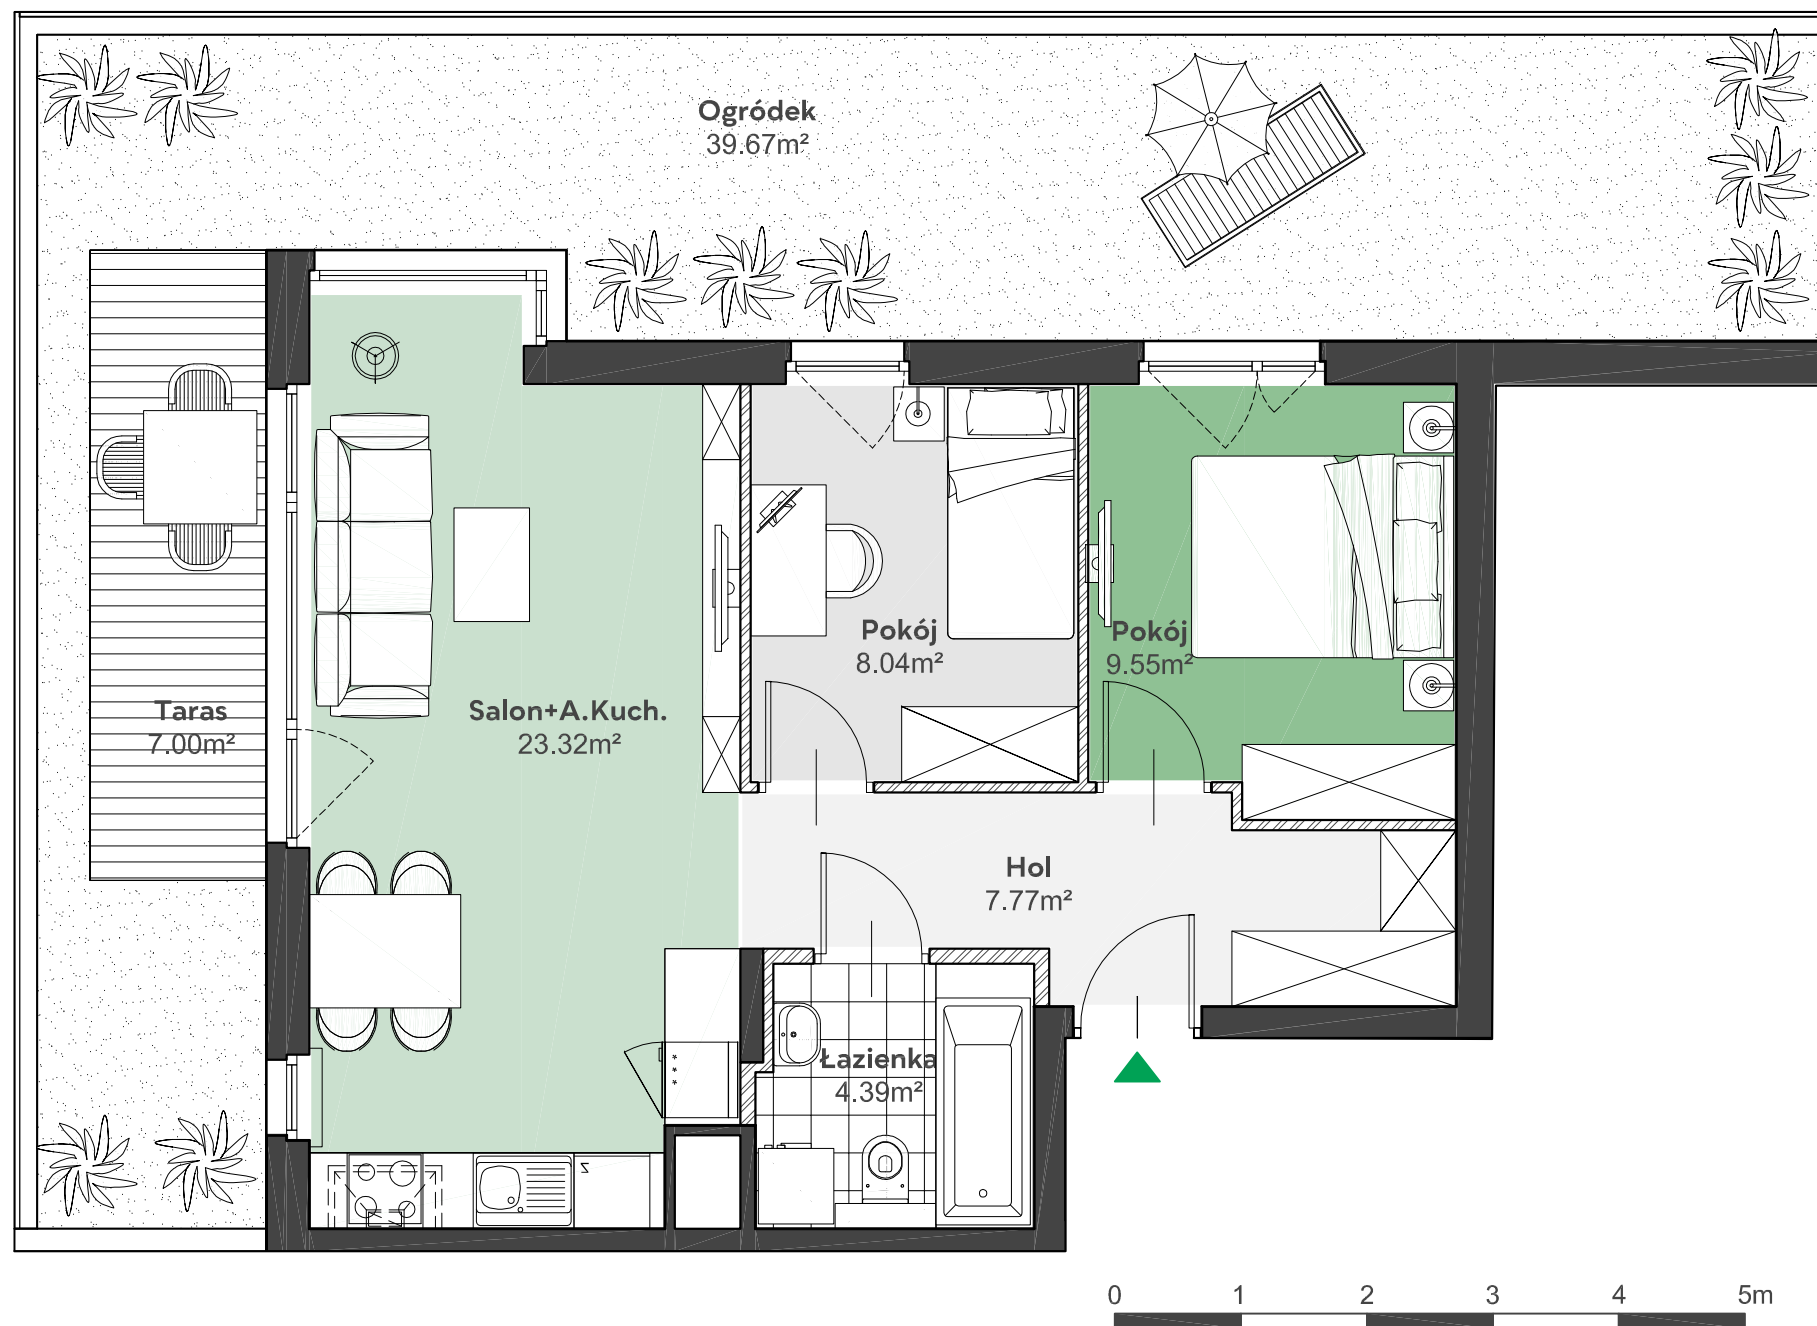 Ogródek
39.67m²
Pokój
8.04m²
Pokój
9.55m²
Taras
7.00m²
Salon+A.Kuch.
23.32m²
Hol
7.77m²
Łazienka
4.39m²
***
Z
0 1 2 3 4 5m